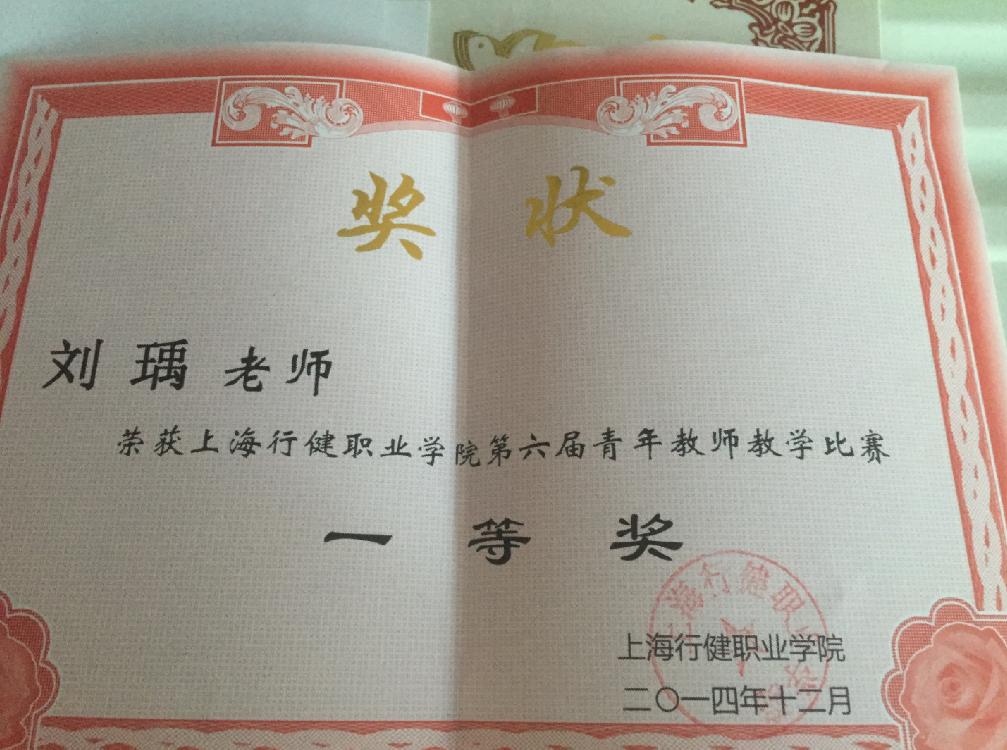 奖状
刘瑀老师
荣获上海行健职业学院第六届青年教师教学比赛
一等奖
上海行健职业学院
二〇一四年十二月